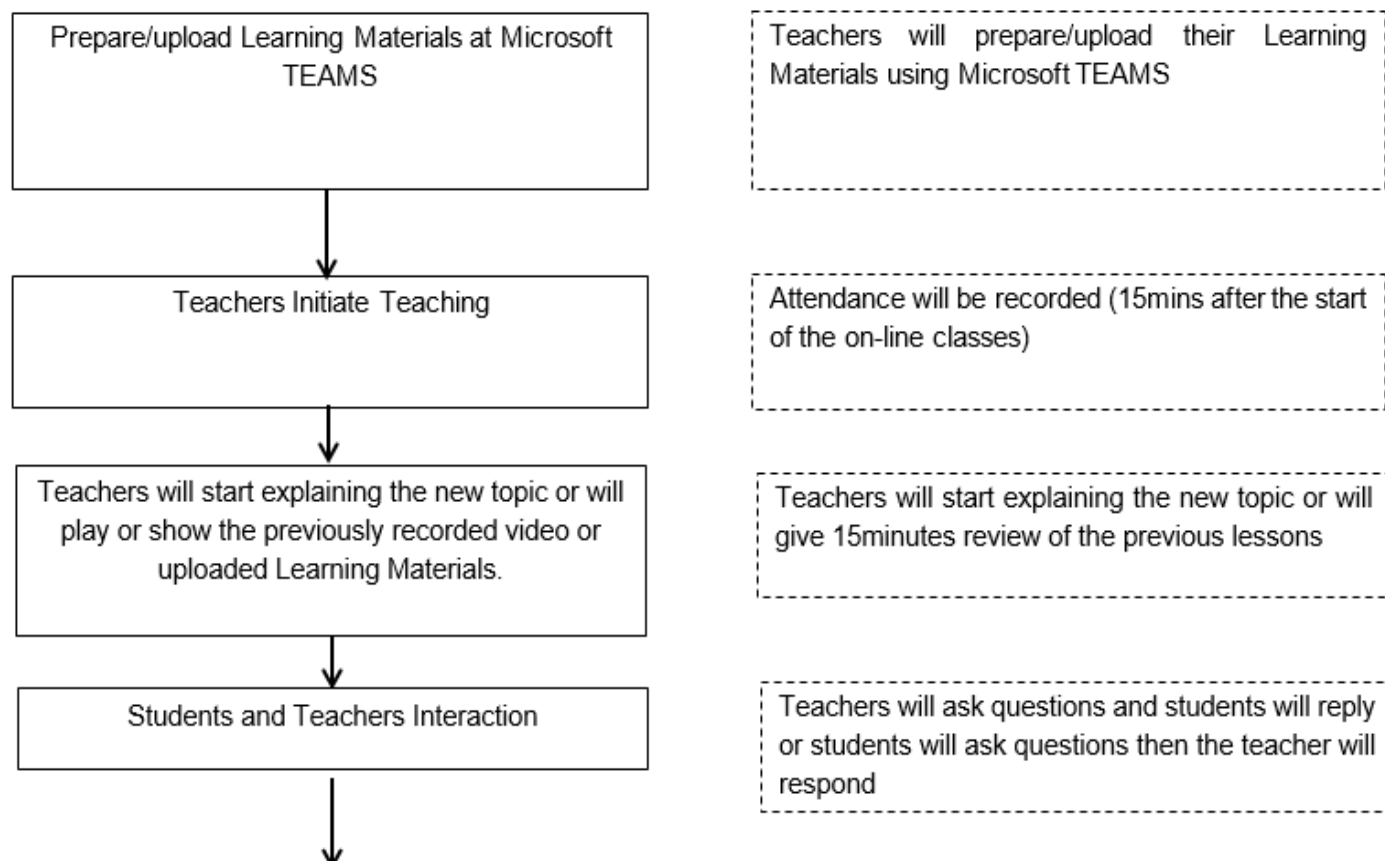 Prepare/upload Learning Materials at Microsoft
TEAMS
Teachers will prepare/upload their Learning
Materials using Microsoft TEAMS
Teachers Initiate Teaching
Attendance will be recorded (15mins after the start
of the on-line classes)
Teachers will start explaining the new topic or will
play or show the previously recorded video or
uploaded Learning Materials.
Teachers will start explaining the new topic or will
give 15minutes review of the previous lessons
Students and Teachers Interaction
Teachers will ask questions and students will reply
or students will ask questions then the teacher will
respond